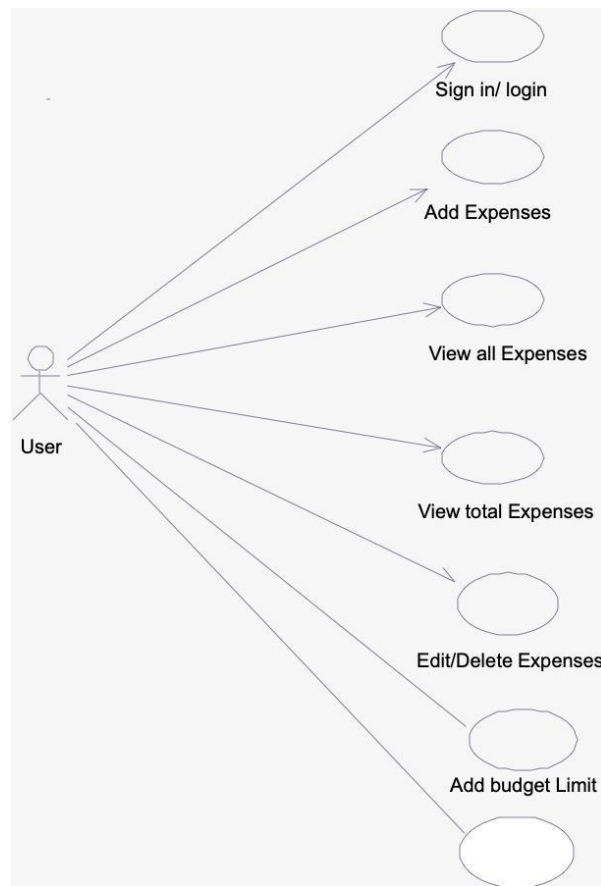 Sign in/ login
Add Expenses
View all Expenses
User
View total Expenses
Edit/Delete Expenses
Add budget Limit